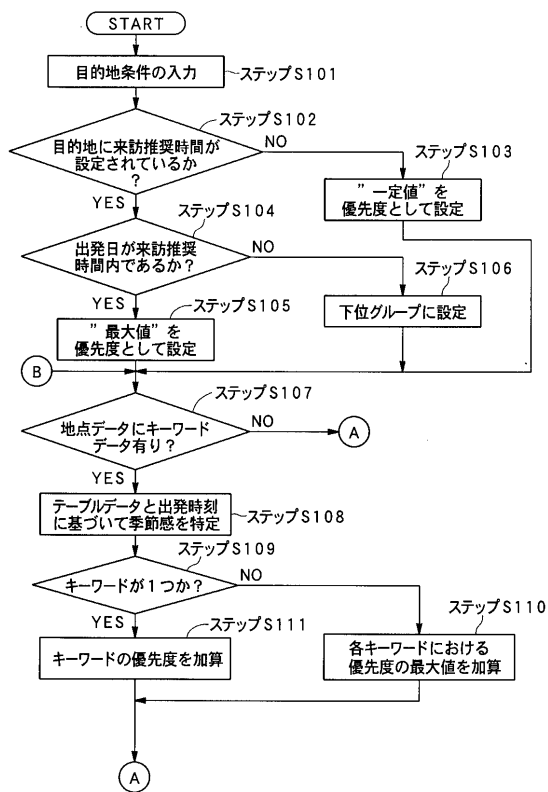 START
目的地条件の入力
ステップS101
ステップS102
目的地に来訪推奨時間が
設定されているか
?
NO
YES
ステップS103
"一定値"を
優先度として設定
ステップS104
出発日が来訪推奨
時間内であるか?
NO
YES
ステップS106
下位グループに設定
ステップS105
"最大値"を
優先度として設定
B
ステップS107
地点データにキーワード
データ有り?
NO
A
YES
テーブルデータと出発時刻
に基づいて季節感を特定
ステップS108
ステップS109
キーワードが1つか?
NO
YES
ステップS110
各キーワードにおける
優先度の最大値を加算
ステップS111
キーワードの優先度を加算
A